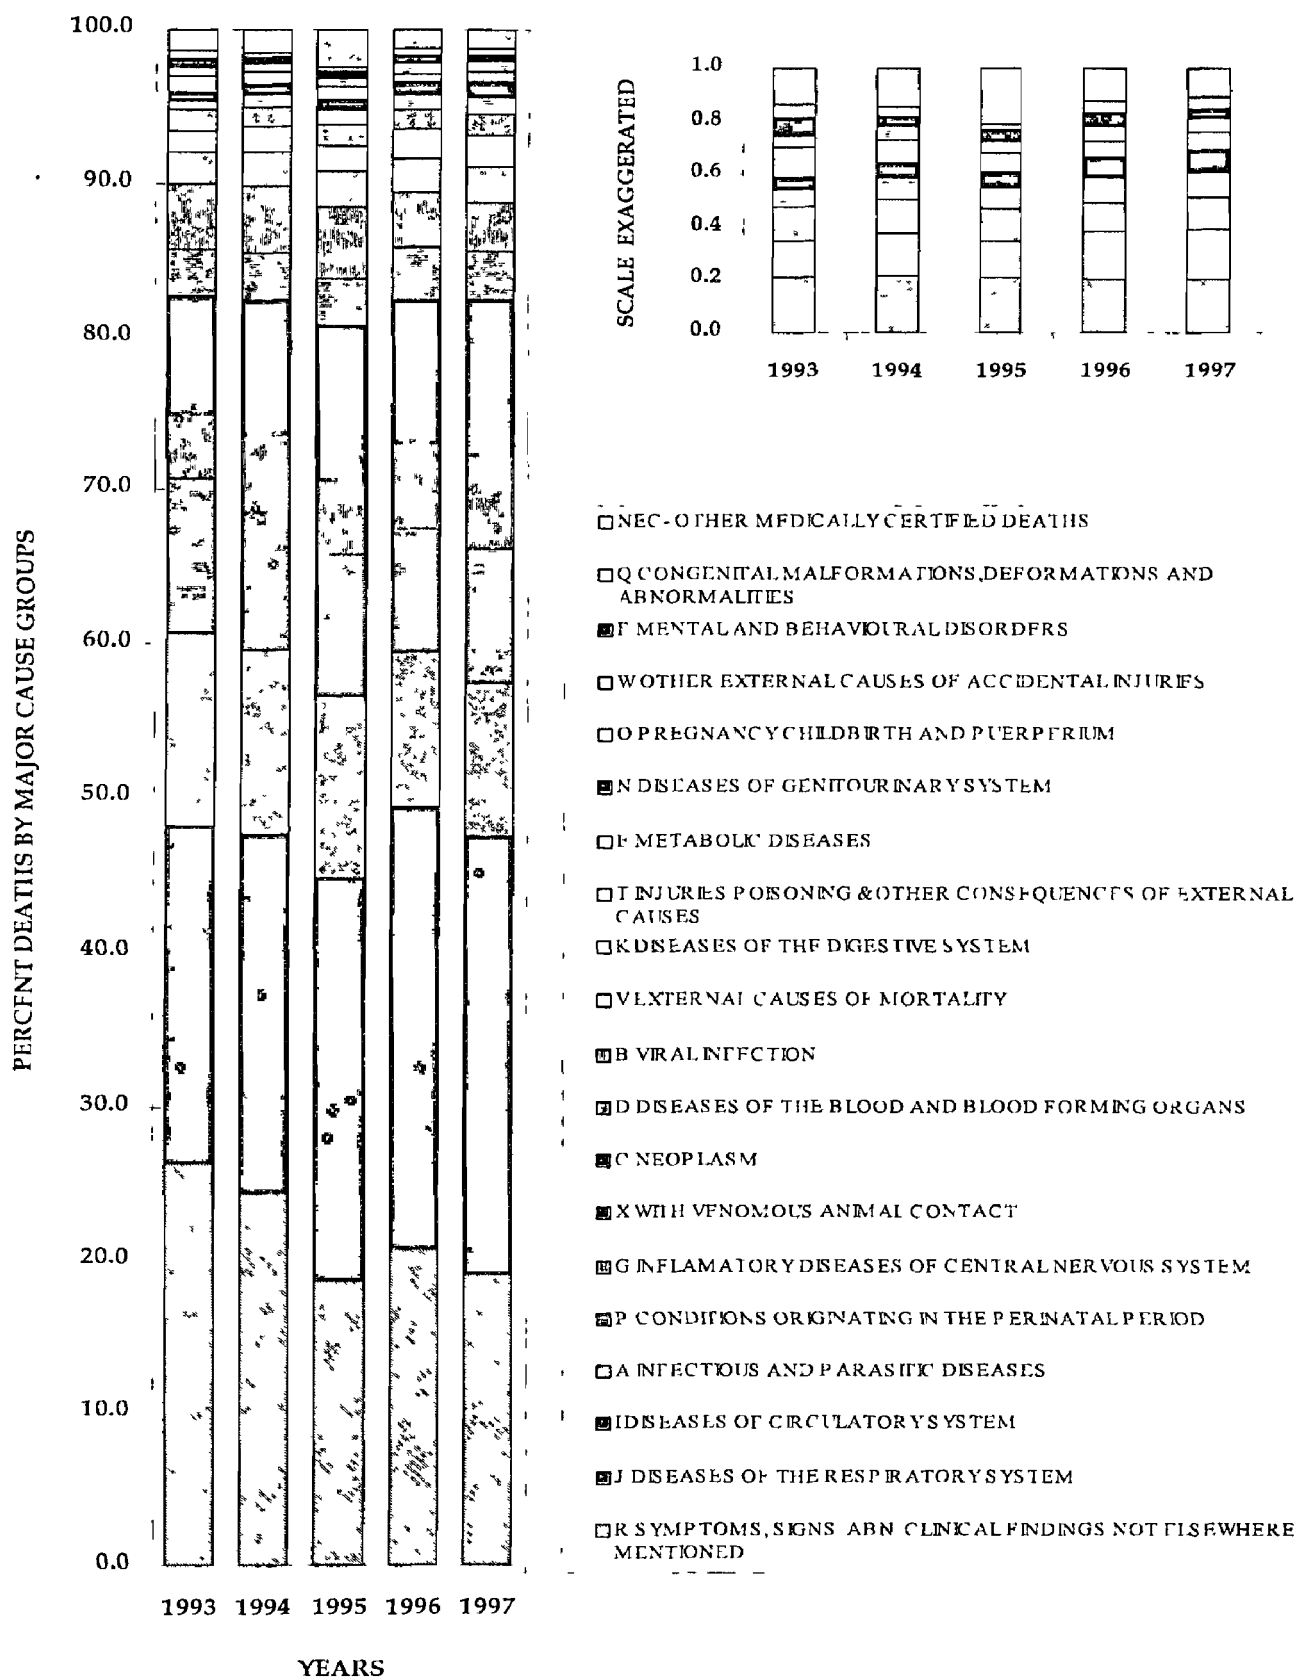 PERCFNT DEATIIS BY MAJOR CAUSE GROUPS
100.0
90.0
80.0
70.0
60.0
50.0
40.0
30.0
20.0
10.0
0.0
1993 1994 1995 1996 1997
YEARS
SCALE EXAGGERATED
1.0
0.8
0.6
0.4
0.2
0.0
1993 1994 1995 1996 1997
NEC-OTHER MEDICALLY CERTIFIED DEATHS
Q CONGENITAL MALFORMATIONS, DEFORMATIONS AND
ABNORMALITIES
F MENTAL AND BEHAVIOURAL DISORDERS
W OTHER EXTERNAL CAUSES OF ACCIDENTAL INJURIES
O PREGNANCY CHILDBIRTH AND PUERPERIUM
N DISEASES OF GENITOURINARY SYSTEM
E METABOLIC DISEASES
T INJURIES POISONING & OTHER CONSEQUENCES OF EXTERNAL
CAUSES
K DISEASES OF THE DIGESTIVE SYSTEM
V EXTERNAL CAUSES OF MORTALITY
B VIRAL INFECTION
D DISEASES OF THE BLOOD AND BLOOD FORMING ORGANS
C NEOPLASM
X WITH VENOMOUS ANIMAL CONTACT
G INFLAMATORY DISEASES OF CENTRAL NERVOUS SYSTEM
P CONDITIONS ORIGINATING IN THE PERINATAL PERIOD
A INFECTIOUS AND PARASITIC DISEASES
I DISEASES OF CIRCULATORY SYSTEM
J DISEASES OF THE RESPIRATORY SYSTEM
R SYMPTOMS, SIGNS ABN CLINICAL FINDINGS NOT ELSEWHERE
MENTIONED